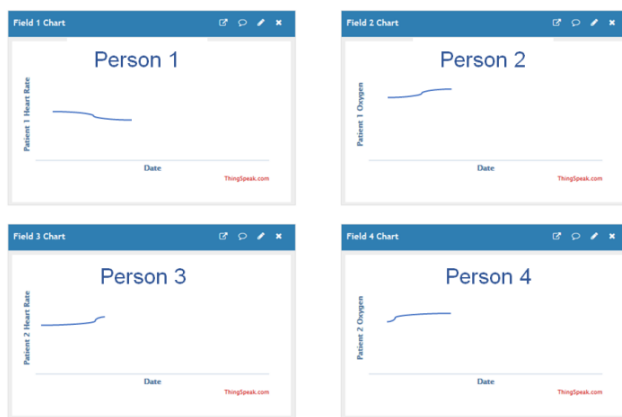 Field 1 Chart
Person 1
Patient 1 Heart Rate
Date
ThingSpeak.com
Field 2 Chart
Person 2
Patient 1 Oxygen
Date
ThingSpeak.com
Field 3 Chart
Person 3
Patient 2 Heart Rate
Date
ThingSpeak.com
Field 4 Chart
Person 4
Patient 2 Oxygen
Date
ThingSpeak.com